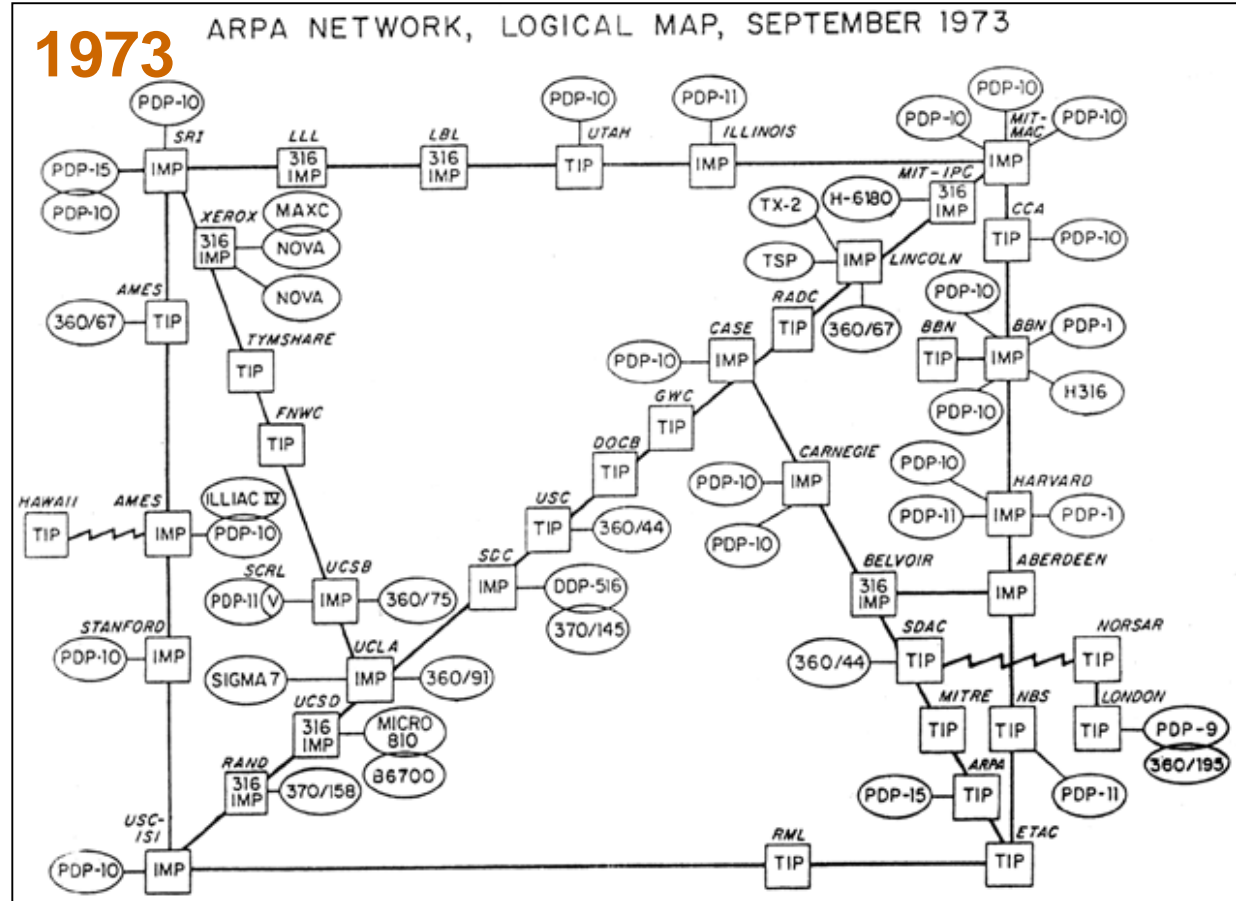 1973
ARPA NETWORK, LOGICAL MAP, SEPTEMBER 1973
PDP-10
SRI
IMP
PDP-15
PDP-10
LLL
316
IMP
LBL
316
IMP
PDP-10
UTAH
TIP
PDP-11
ILLINOIS
IMP
PDP-10
PDP-10
MIT-
MAC
PDP-10
IMP
MIT-IPC
H-6180
316
IMP
CCA
TIP
PDP-10
XEROX
316
IMP
MAXC
NOVA
NOVA
TX-2
TSP
IMP
LINCOLN
360/67
RADC
TIP
AMES
360/67
TIP
PDP-10
BBN
TIP
BBN
IMP
PDP-1
PDP-10
H316
TYMSHARE
TIP
CASE
PDP-10
IMP
GWC
TIP
FNWC
TIP
DOCB
TIP
CARNEGIE
PDP-10
IMP
PDP-10
PDP-10
HARVARD
PDP-11
IMP
PDP-1
HAWAII
TIP
AMES
IMP
ILLIAC IV
PDP-10
USC
TIP
360/44
SDC
IMP
DDP-516
370/145
SCRL
PDP-11
V
UCSB
IMP
360/75
BELVOIR
316
IMP
ABERDEEN
IMP
STANFORD
PDP-10
IMP
UCLA
SIGMA 7
IMP
360/91
SDAC
360/44
TIP
NORSAR
TIP
UCSD
316
IMP
MICRO
810
B6700
MITRE
TIP
NBS
TIP
LONDON
TIP
PDP-9
360/195
RAND
316
IMP
370/158
ARPA
PDP-15
TIP
PDP-11
USC-
ISI
PDP-10
IMP
RML
TIP
ETAC
TIP